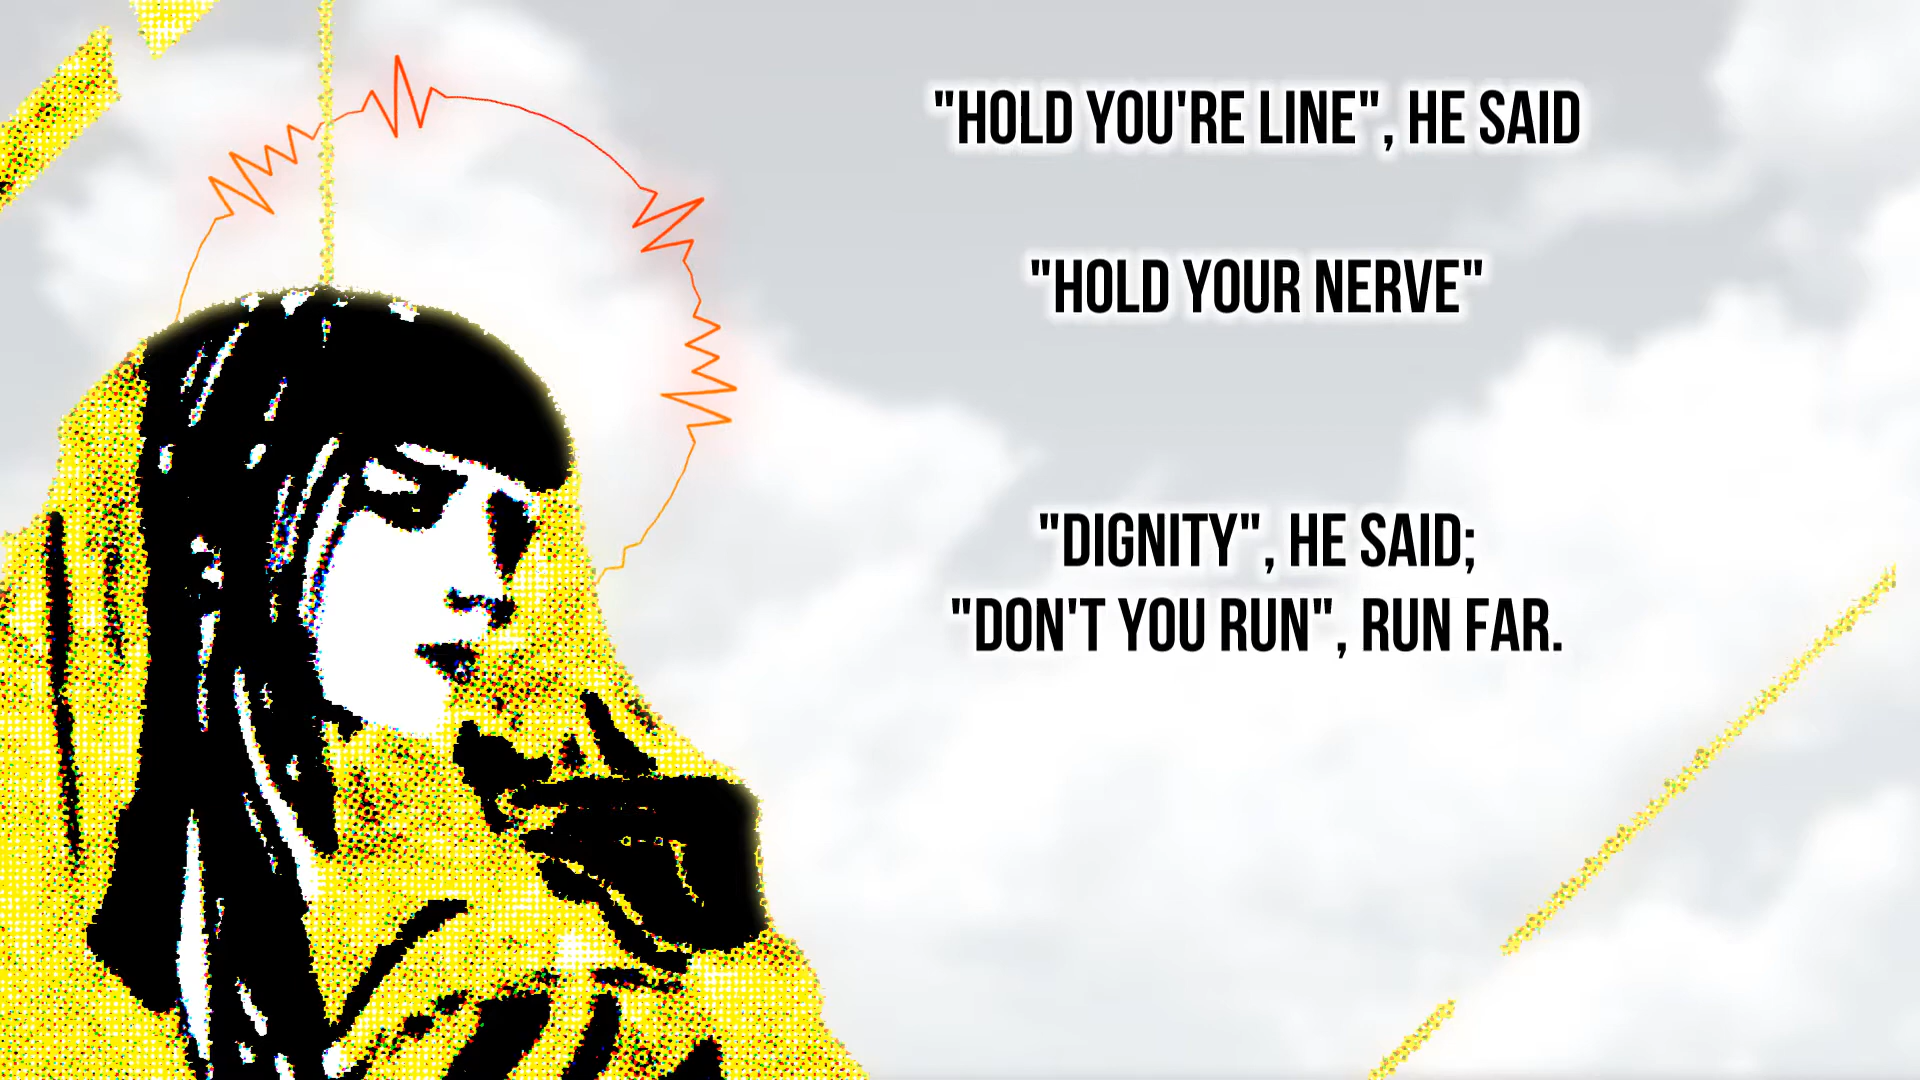 "HOLD YOU'RE LINE", HE SAID
"HOLD YOUR NERVE"
"DIGNITY", HE SAID;
"DON'T YOU RUN", RUN FAR.